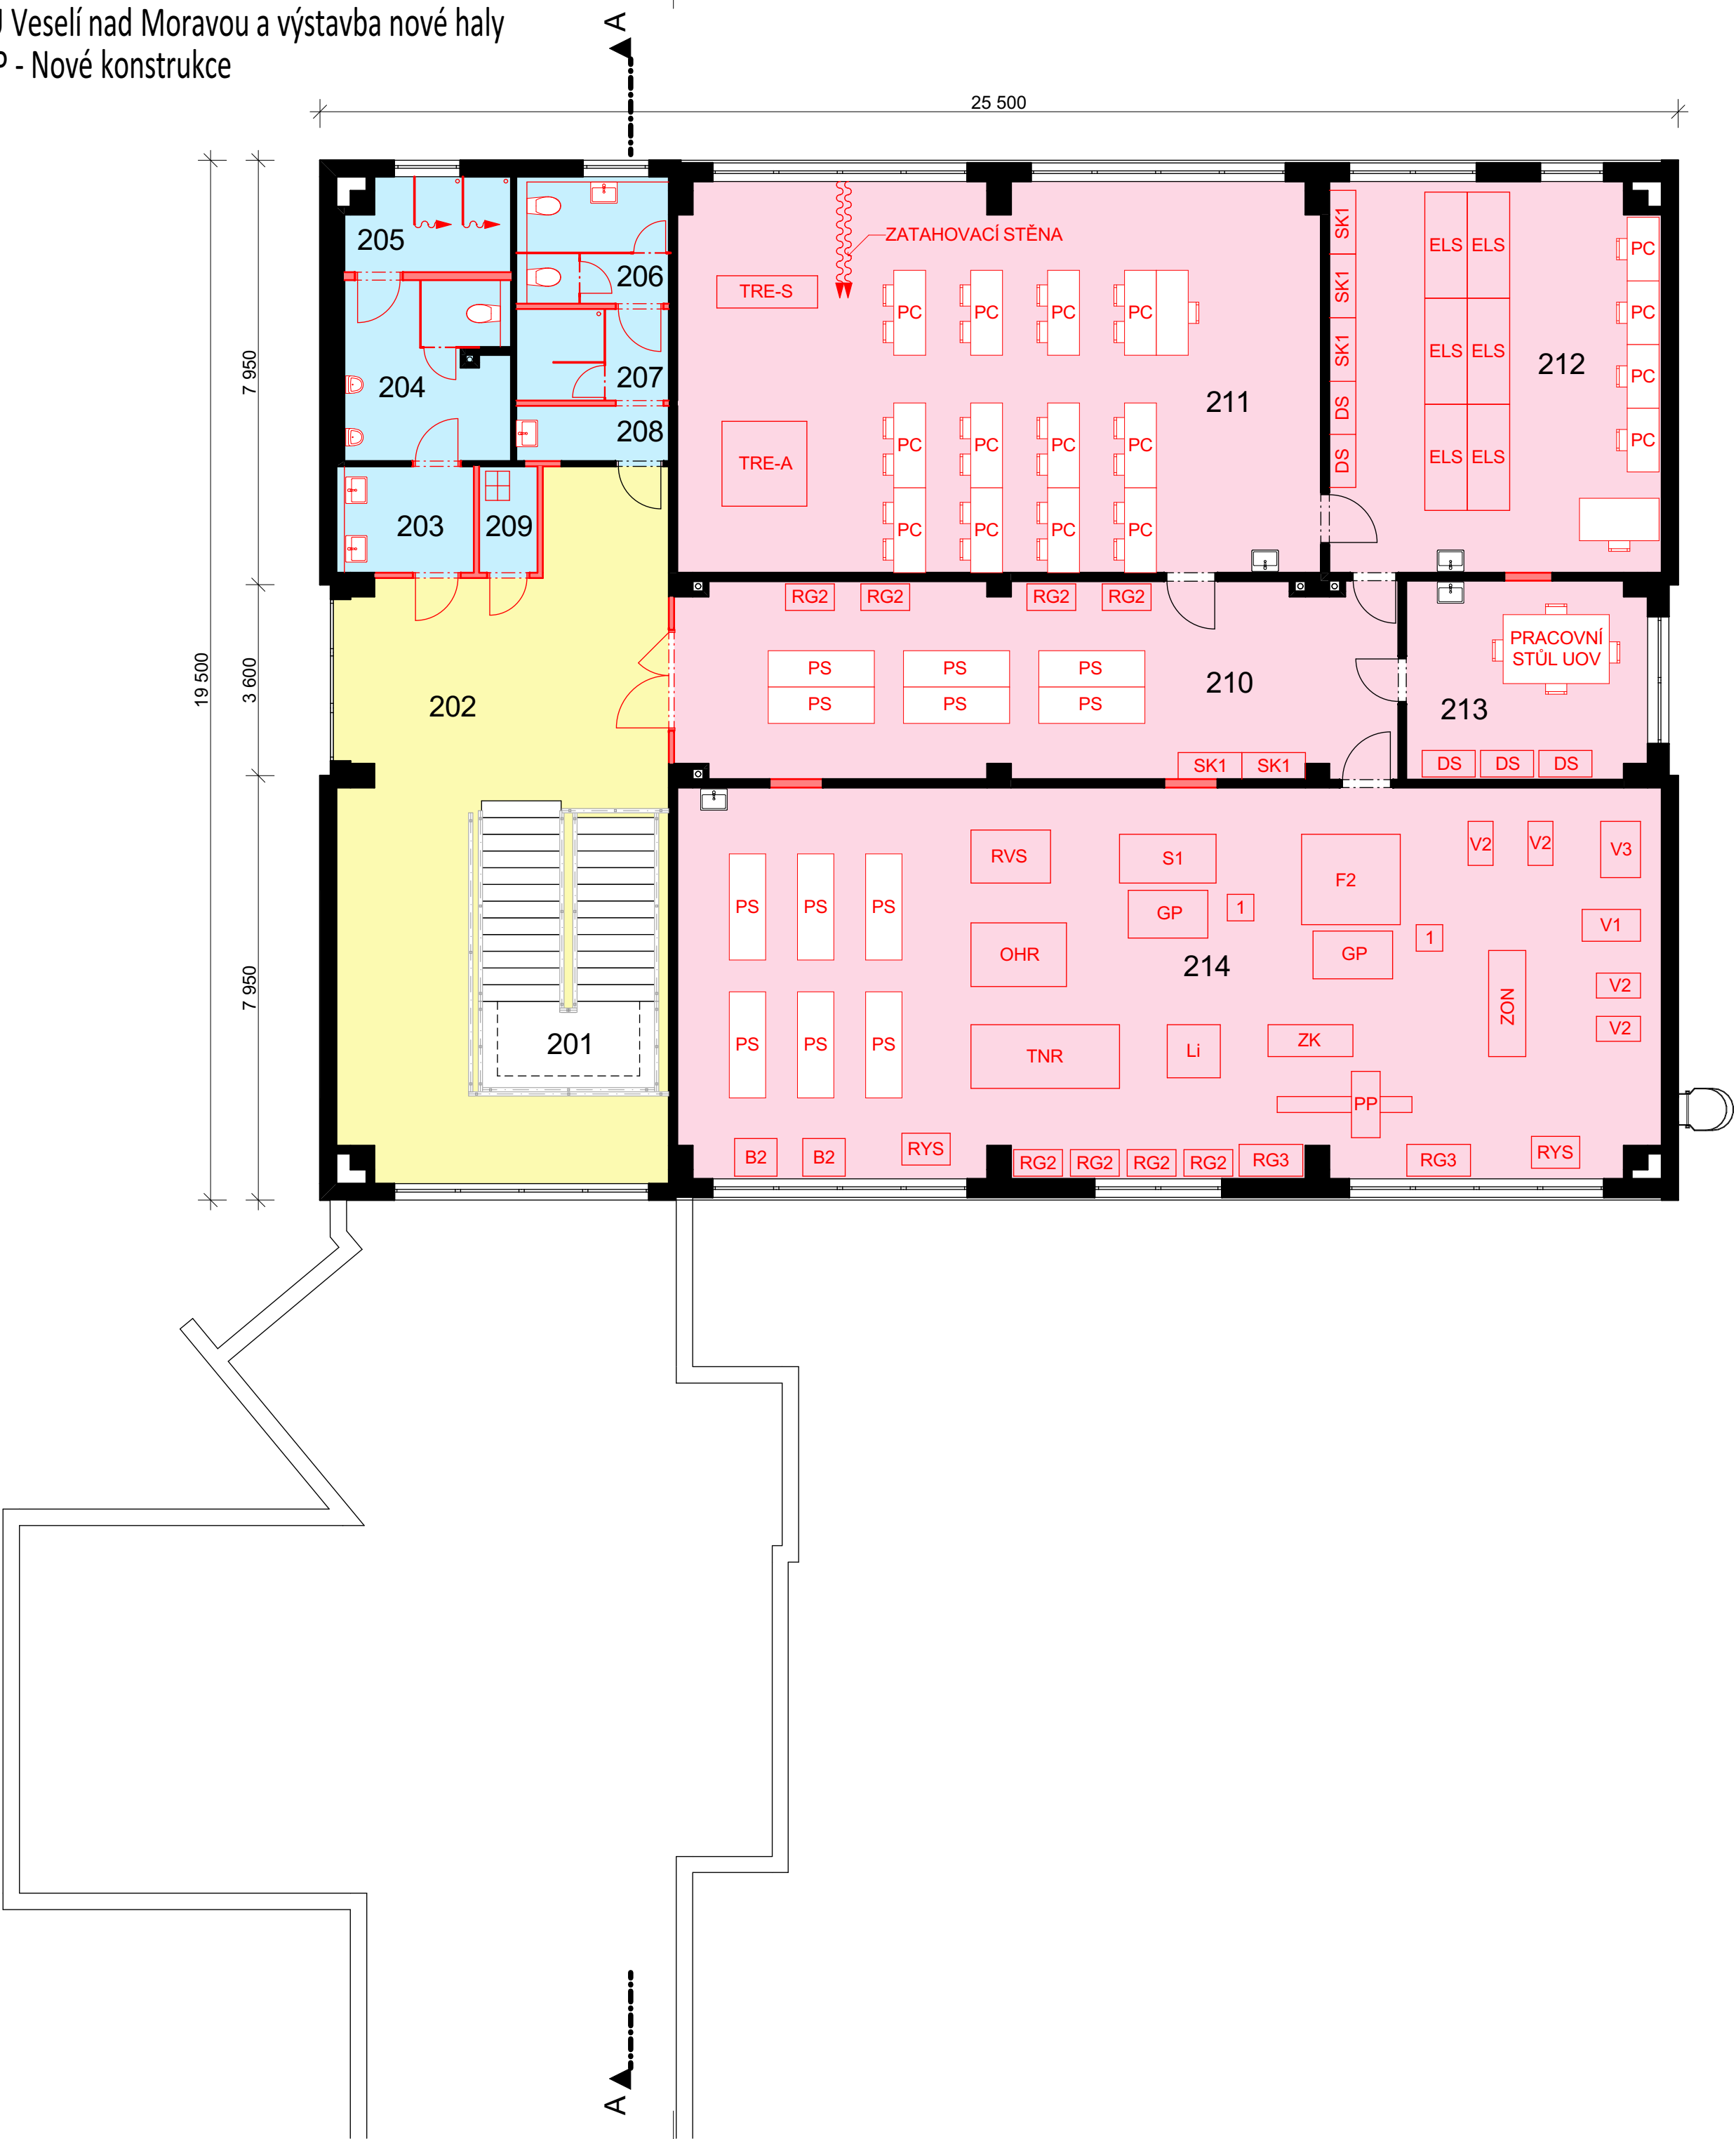 Veselí nad Moravou a výstavba nové haly
- Nové konstrukce
A
25 500
19 500
7 950
3 600
7 950
205
206
204
207
208
203
209
202
201
ZATAHOVACÍ STĚNA
TRE-S
PC PC PC PC
TRE-A
211
PC PC PC PC
PC PC PC PC
SK1
SK1
SK1
DS
DS
ELS ELS
ELS ELS
ELS ELS
212
PC
PC
PC
PC
RG2 RG2 RG2 RG2
PS PS PS
PS PS PS
210
SK1 SK1
PRACOVNÍ
STŮL UOV
213
DS DS DS
RVS
S1
F2
V2 V2 V3
PS PS PS
GP
1
V1
OHR
GP
1
214
ZON
V2
V2
PS PS PS
TNR
Li
ZK
PP
B2 B2 RYS
RG2 RG2 RG2 RG2 RG3
RG3
RYS
A